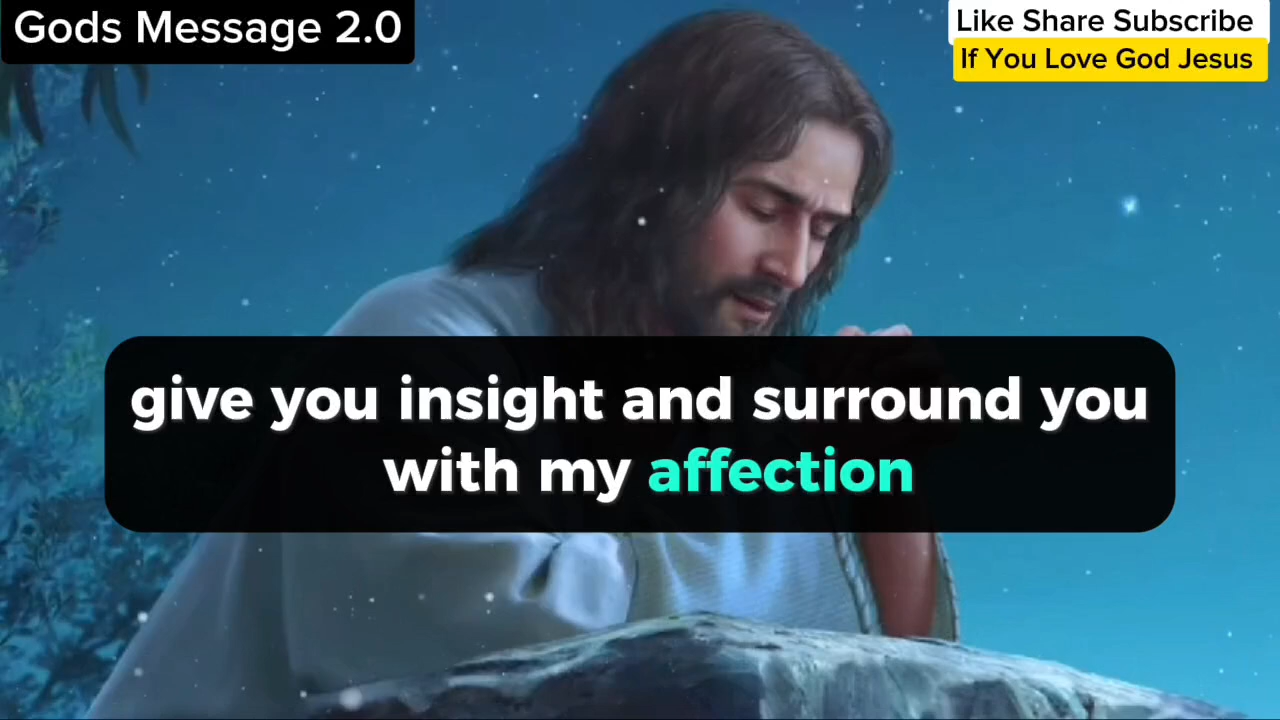 Gods Message 2.0
Like Share Subscribe
If You Love God Jesus
give you insight and surround you
with my affection